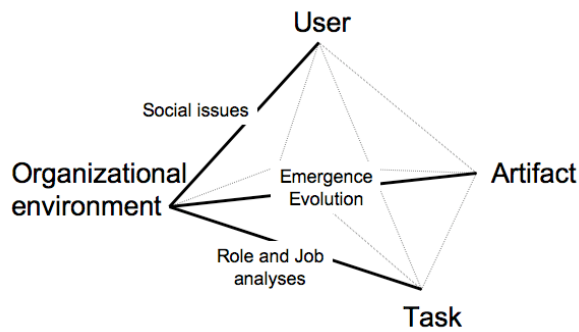 User
Social issues
Organizational
environment
Emergence
Evolution
Artifact
Role and Job
analyses
Task